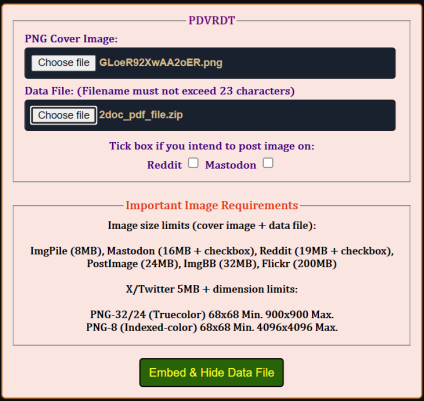 PDVRDT
PNG Cover Image:
Choose file GLoeR92XwAA2oER.png
Data File: (Filename must not exceed 23 characters)
Choose file 2doc_pdf_file.zip
Tick box if you intend to post image on:
Reddit Mastodon
Important Image Requirements
Image size limits (cover image + data file):
ImgPile (8MB), Mastodon (16MB + checkbox), Reddit (19MB + checkbox),
PostImage (24MB), ImgBB (32MB), Flickr (200MB)
X/Twitter 5MB + dimension limits:
PNG-32/24 (Truecolor) 68x68 Min. 900x900 Max.
PNG-8 (Indexed-color) 68x68 Min. 4096x4096 Max.
Embed & Hide Data File